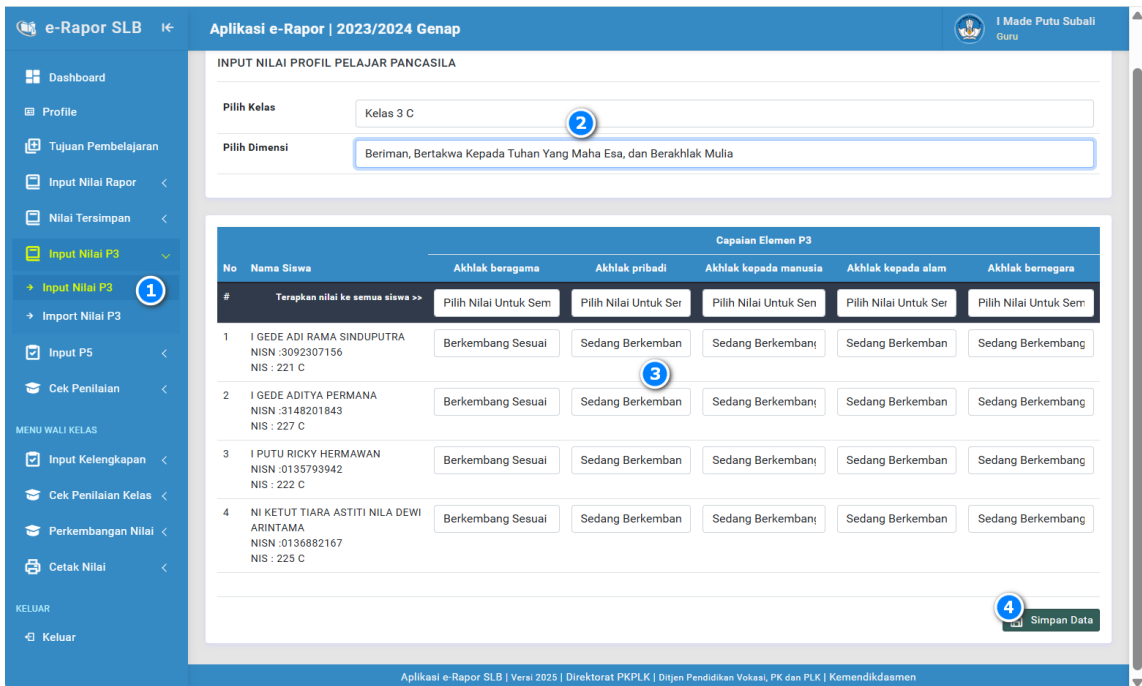 e-Rapor SLB
Aplikasi e-Rapor | 2023/2024 Genap
I Made Putu Subali
Guru
Dashboard
Profile
Tujuan Pembelajaran
Input Nilai Rapor
Nilai Tersimpan
Input Nilai P3
Input Nilai P3
1
Import Nilai P3
Input P5
Cek Penilaian
MENU WALI KELAS
Input Kelengkapan
Cek Penilaian Kelas
Perkembangan Nilai
Cetak Nilai
KELUAR
Keluar
INPUT NILAI PROFIL PELAJAR PANCASILA
Pilih Kelas
Kelas 3 C
2
Pilih Dimensi
Beriman, Bertakwa Kepada Tuhan Yang Maha Esa, dan Berakhlak Mulia
Capaian Elemen P3
No Nama Siswa Akhlak beragama Akhlak pribadi Akhlak kepada manusia Akhlak kepada alam Akhlak bernegara
# Terapkan nilai ke semua siswa >> Pilih Nilai Untuk Sem Pilih Nilai Untuk Ser Pilih Nilai Untuk Sen Pilih Nilai Untuk Ser Pilih Nilai Untuk Sem
1 I GEDE ADI RAMA SINDUPUTRA Berkembang Sesuai Sedang Berkemban Sedang Berkembang Sedang Berkemban Sedang Berkembang
NISN :3092307156
NIS : 221 C
3
2 I GEDE ADITYA PERMANA Berkembang Sesuai Sedang Berkemban Sedang Berkembang Sedang Berkemban Sedang Berkembang
NISN :3148201843
NIS : 227 C
3 I PUTU RICKY HERMAWAN Berkembang Sesuai Sedang Berkemban Sedang Berkembang Sedang Berkemban Sedang Berkembang
NISN :0135793942
NIS : 222 C
4 NI KETUT TIARA ASTITI NILA DEWI Berkembang Sesuai Sedang Berkemban Sedang Berkembang Sedang Berkemban Sedang Berkembang
ARINTAMA
NISN :0136882167
NIS : 225 C
4
Simpan Data
Aplikasi e-Rapor SLB | Versi 2025 | Direktorat PKPLK | Ditjen Pendidikan Vokasi, PK dan PLK | Kemendikdasmen